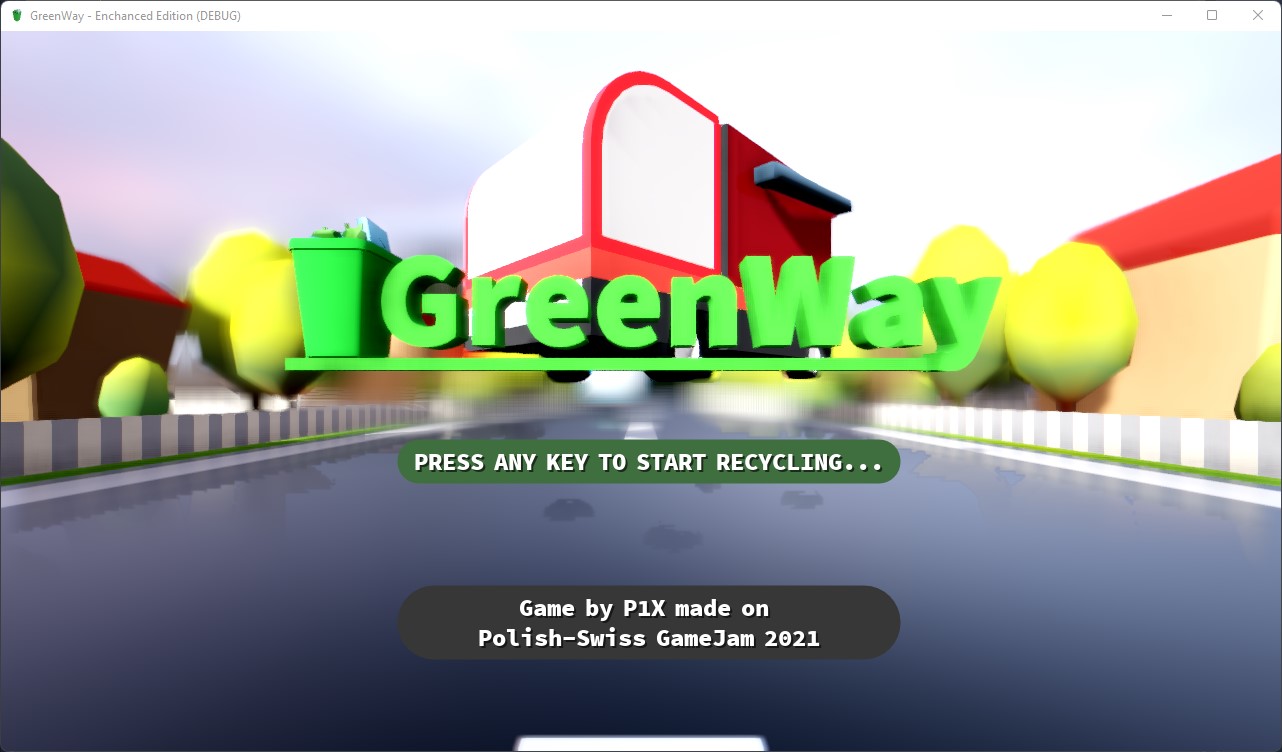 GreenWay - Enchanced Edition (DEBUG)
GreenWay
PRESS ANY KEY TO START RECYCLING...
Game by P1X made on
Polish-Swiss GameJam 2021